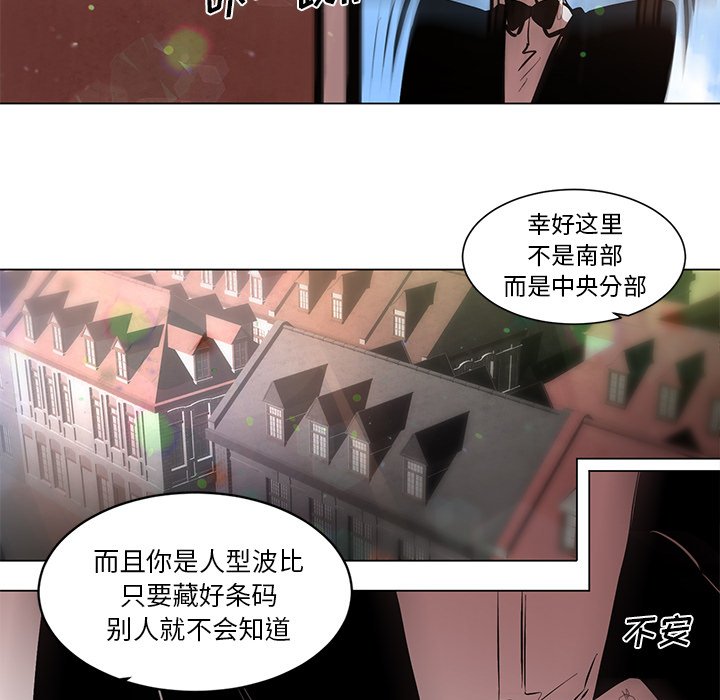 幸好这里
不是南部
而是中央分部
而且你是人型波比
只要藏好条码
别人就不会知道
不安